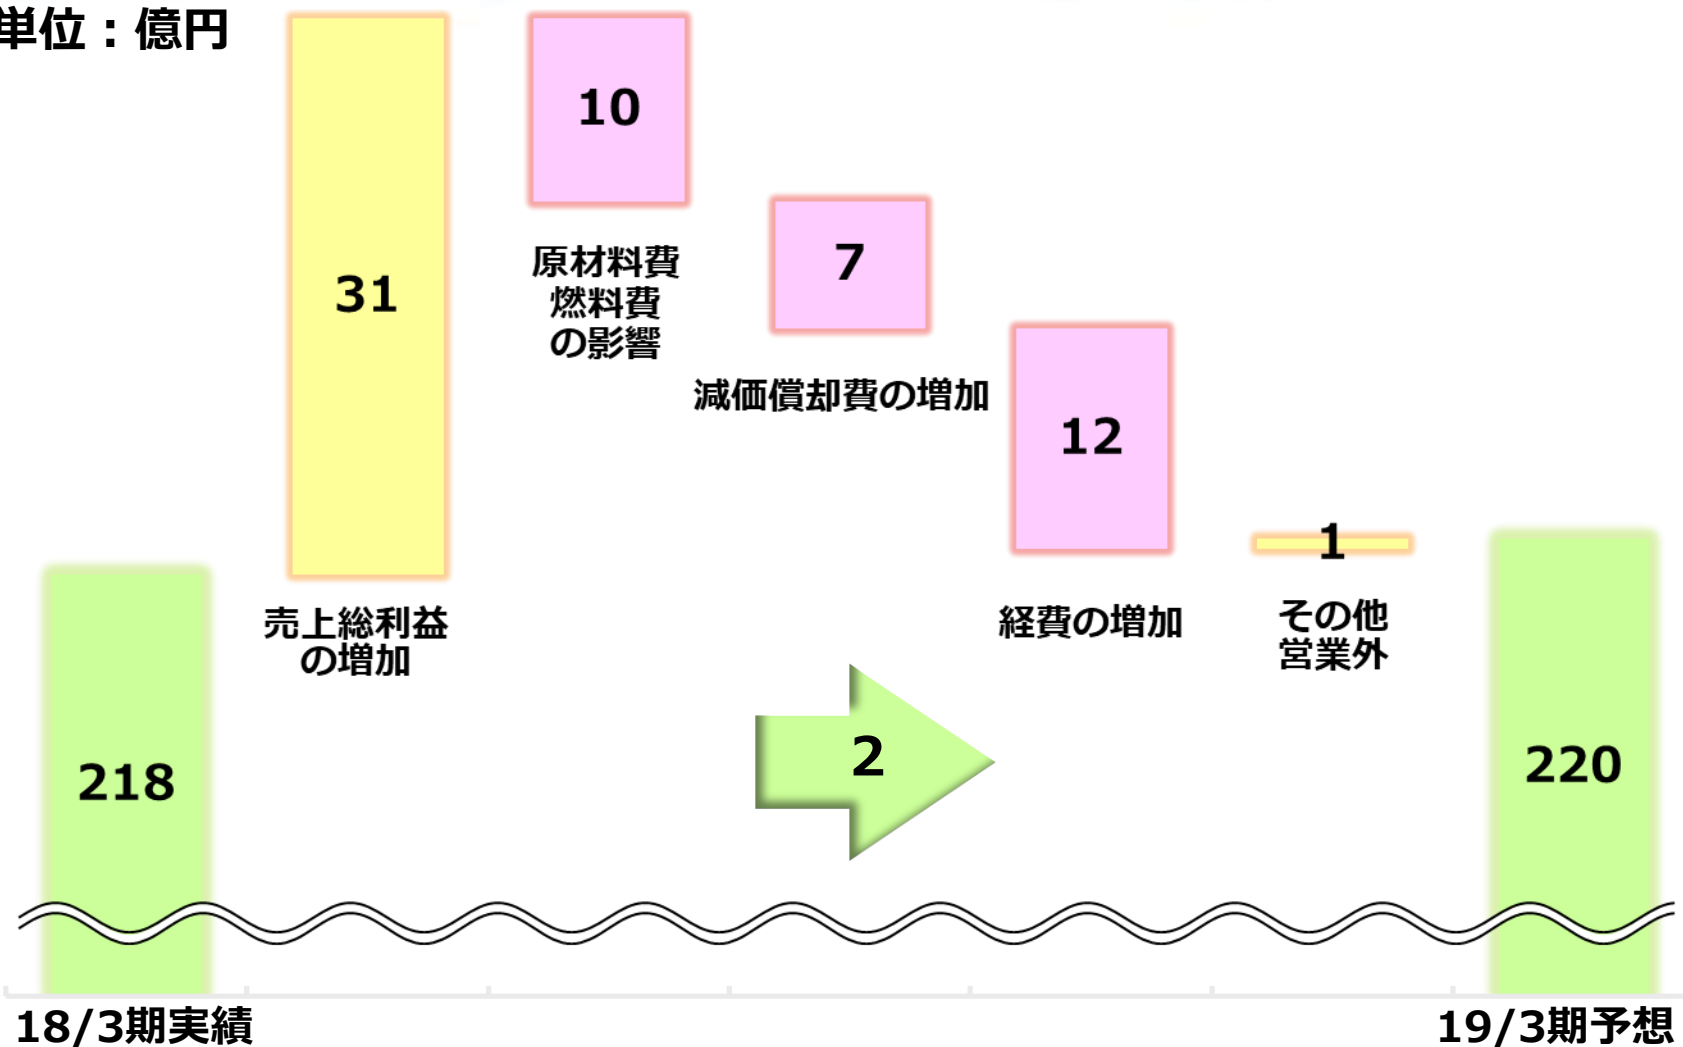 単位：億円
31
10
原材料費
燃料費
の影響
7
減価償却費の増加
12
1
売上総利益
の増加
経費の増加
その他
営業外
218
2
220
18/3期実績
19/3期予想